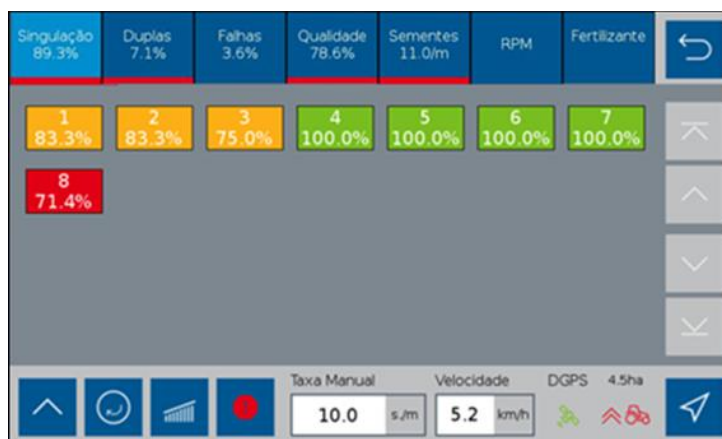 Singulação
89.3%
Duplas
7.1%
Falhas
3.6%
Qualidade
78.6%
Sementes
11.0/m
RPM
Fertilizante
1
83.3%
2
83.3%
3
75.0%
4
100.0%
5
100.0%
6
100.0%
7
100.0%
8
71.4%
Taxa Manual
10.0 s./m
Velocidade
5.2 km/h
DGPS 4.5ha